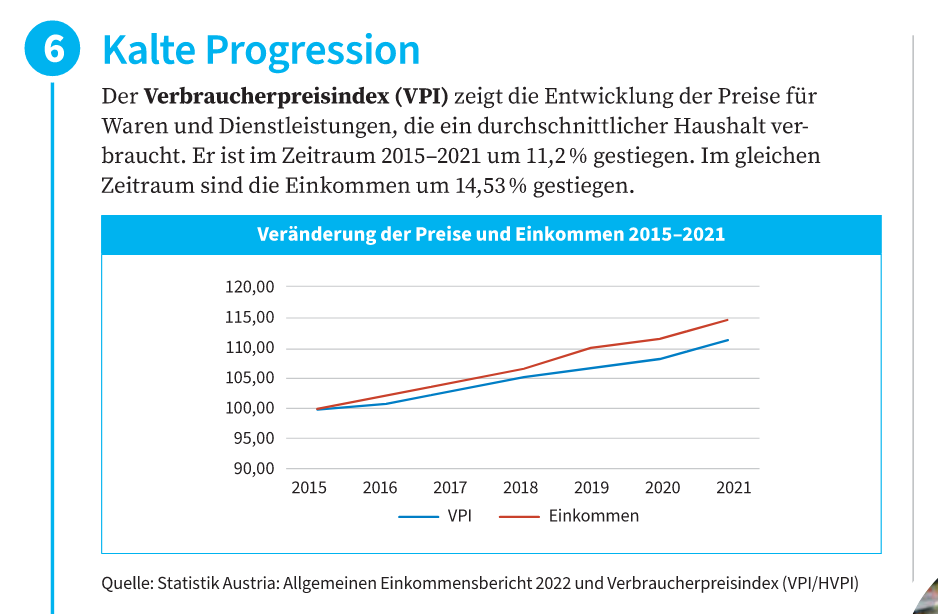 6 Kalte Progression
Der Verbraucherpreisindex (VPI) zeigt die Entwicklung der Preise für
Waren und Dienstleistungen, die ein durchschnittlicher Haushalt ver-
braucht. Er ist im Zeitraum 2015–2021 um 11,2 % gestiegen. Im gleichen
Zeitraum sind die Einkommen um 14,53 % gestiegen.
Veränderung der Preise und Einkommen 2015–2021
120,00
115,00
110,00
105,00
100,00
95,00
90,00
2015 2016 2017 2018 2019 2020 2021
VPI Einkommen
Quelle: Statistik Austria: Allgemeinen Einkommensbericht 2022 und Verbraucherpreisindex (VPI/HVPI)